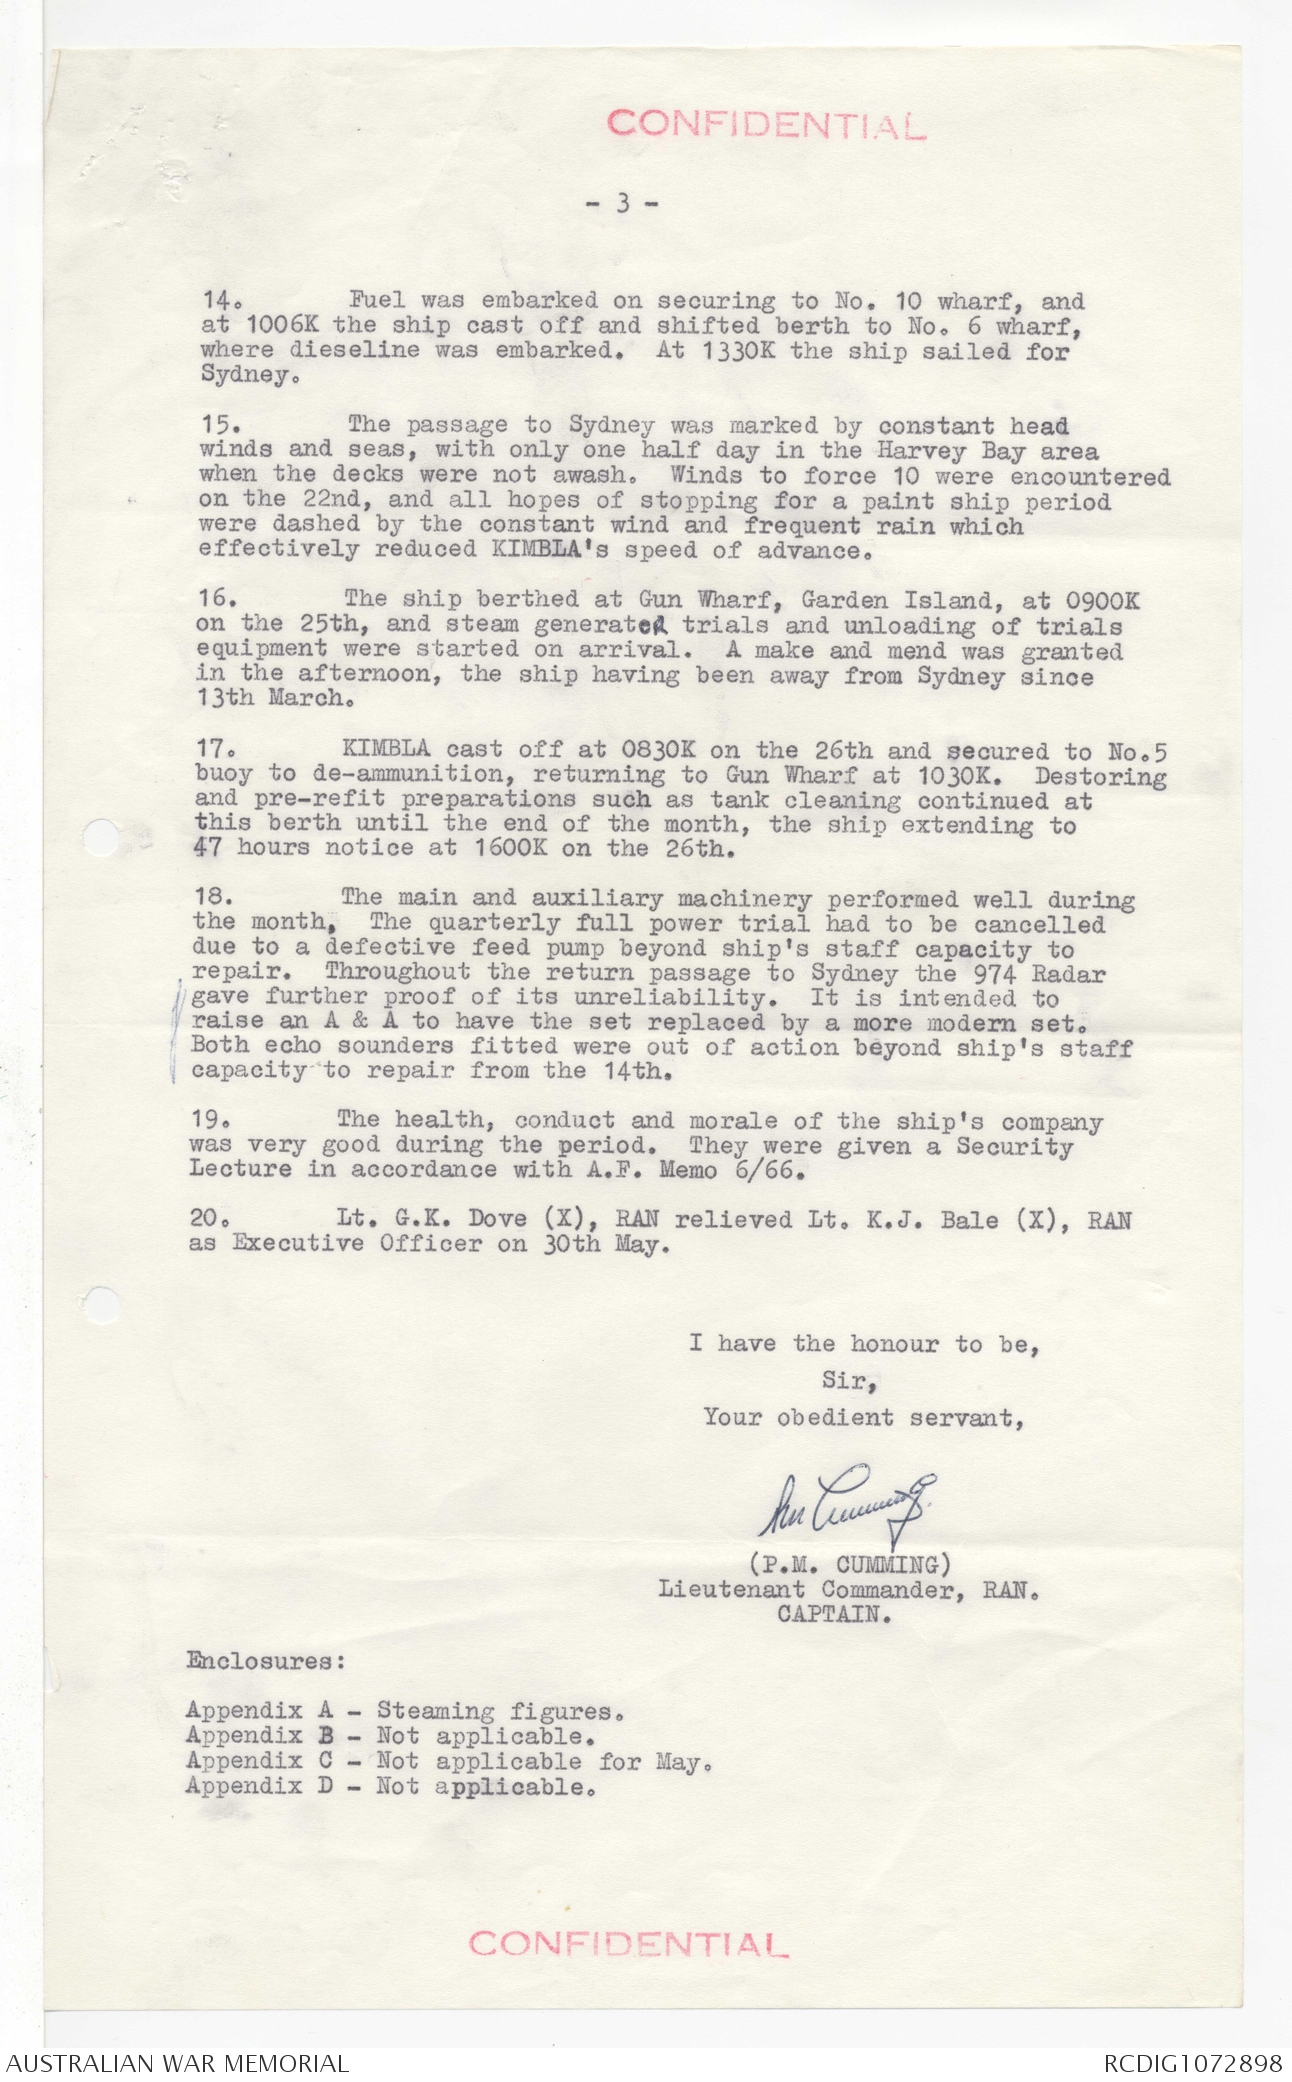 CONFIDENTIAL
- 3 -
14. Fuel was embarked on securing to No. 10 wharf, and
at 1006K the ship cast off and shifted berth to No. 6 wharf,
where dieseline was embarked. At 1330K the ship sailed for
Sydney.
15. The passage to Sydney was marked by constant head
winds and seas, with only one half day in the Harvey Bay area
when the decks were not awash. Winds to force 10 were encountered
on the 22nd, and all hopes of stopping for a paint ship period
were dashed by the constant wind and frequent rain which
effectively reduced KIMBLA's speed of advance.
16. The ship berthed at Gun Wharf, Garden Island, at 0900K
on the 25th, and steam generated trials and unloading of trials
equipment were started on arrival. A make and mend was granted
in the afternoon, the ship having been away from Sydney since
13th March.
17. KIMBLA cast off at 0830K on the 26th and secured to No.5
buoy to de-ammunition, returning to Gun Wharf at 1030K. Destoring
and pre-refit preparations such as tank cleaning continued at
this berth until the end of the month, the ship extending to
47 hours notice at 1600K on the 26th.
18. The main and auxiliary machinery performed well during
the month, The quarterly full power trial had to be cancelled
due to a defective feed pump beyond ship's staff capacity to
repair. Throughout the return passage to Sydney the 974 Radar
gave further proof of its unreliability. It is intended to
raise an A & A to have the set replaced by a more modern set.
Both echo sounders fitted were out of action beyond ship's staff
capacity to repair from the 14th.
19. The health, conduct and morale of the ship's company
was very good during the period. They were given a Security
Lecture in accordance with A.F. Memo 6/66.
20. Lt. G.K. Dove (X), RAN relieved Lt. K.J. Bale (X), RAN
as Executive Officer on 30th May.
I have the honour to be,
Sir,
Your obedient servant,
Cumming
(P.M. CUMMING)
Lieutenant Commander, RAN.
CAPTAIN.
Enclosures:
Appendix A - Steaming figures.
Appendix B - Not applicable.
Appendix C - Not applicable for May.
Appendix D - Not applicable.
CONFIDENTIAL
AUSTRALIAN WAR MEMORIAL
RCDIG1072898